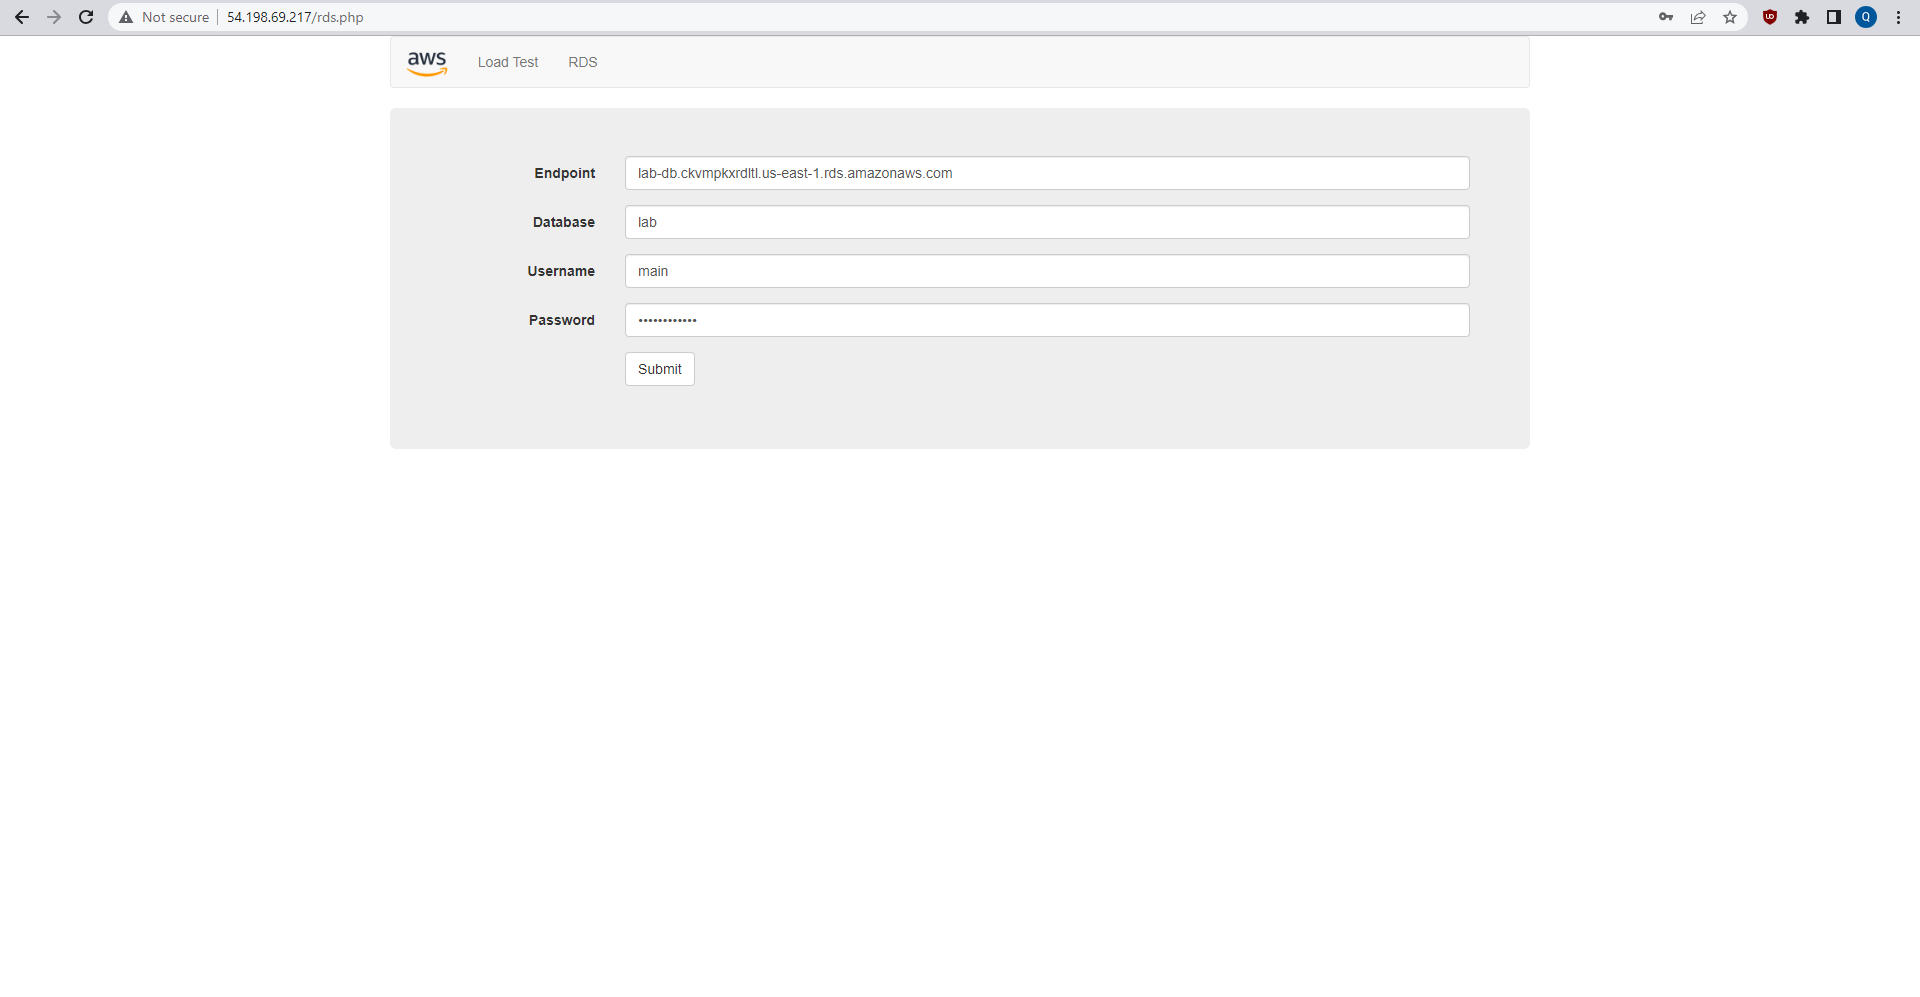 Not secure 54.198.69.217/rds.php
Q
aws Load Test RDS
Endpoint lab-db.ckvmpkxrdltl.us-east-1.rds.amazonaws.com
Database lab
Username main
Password ••••••••••••
Submit